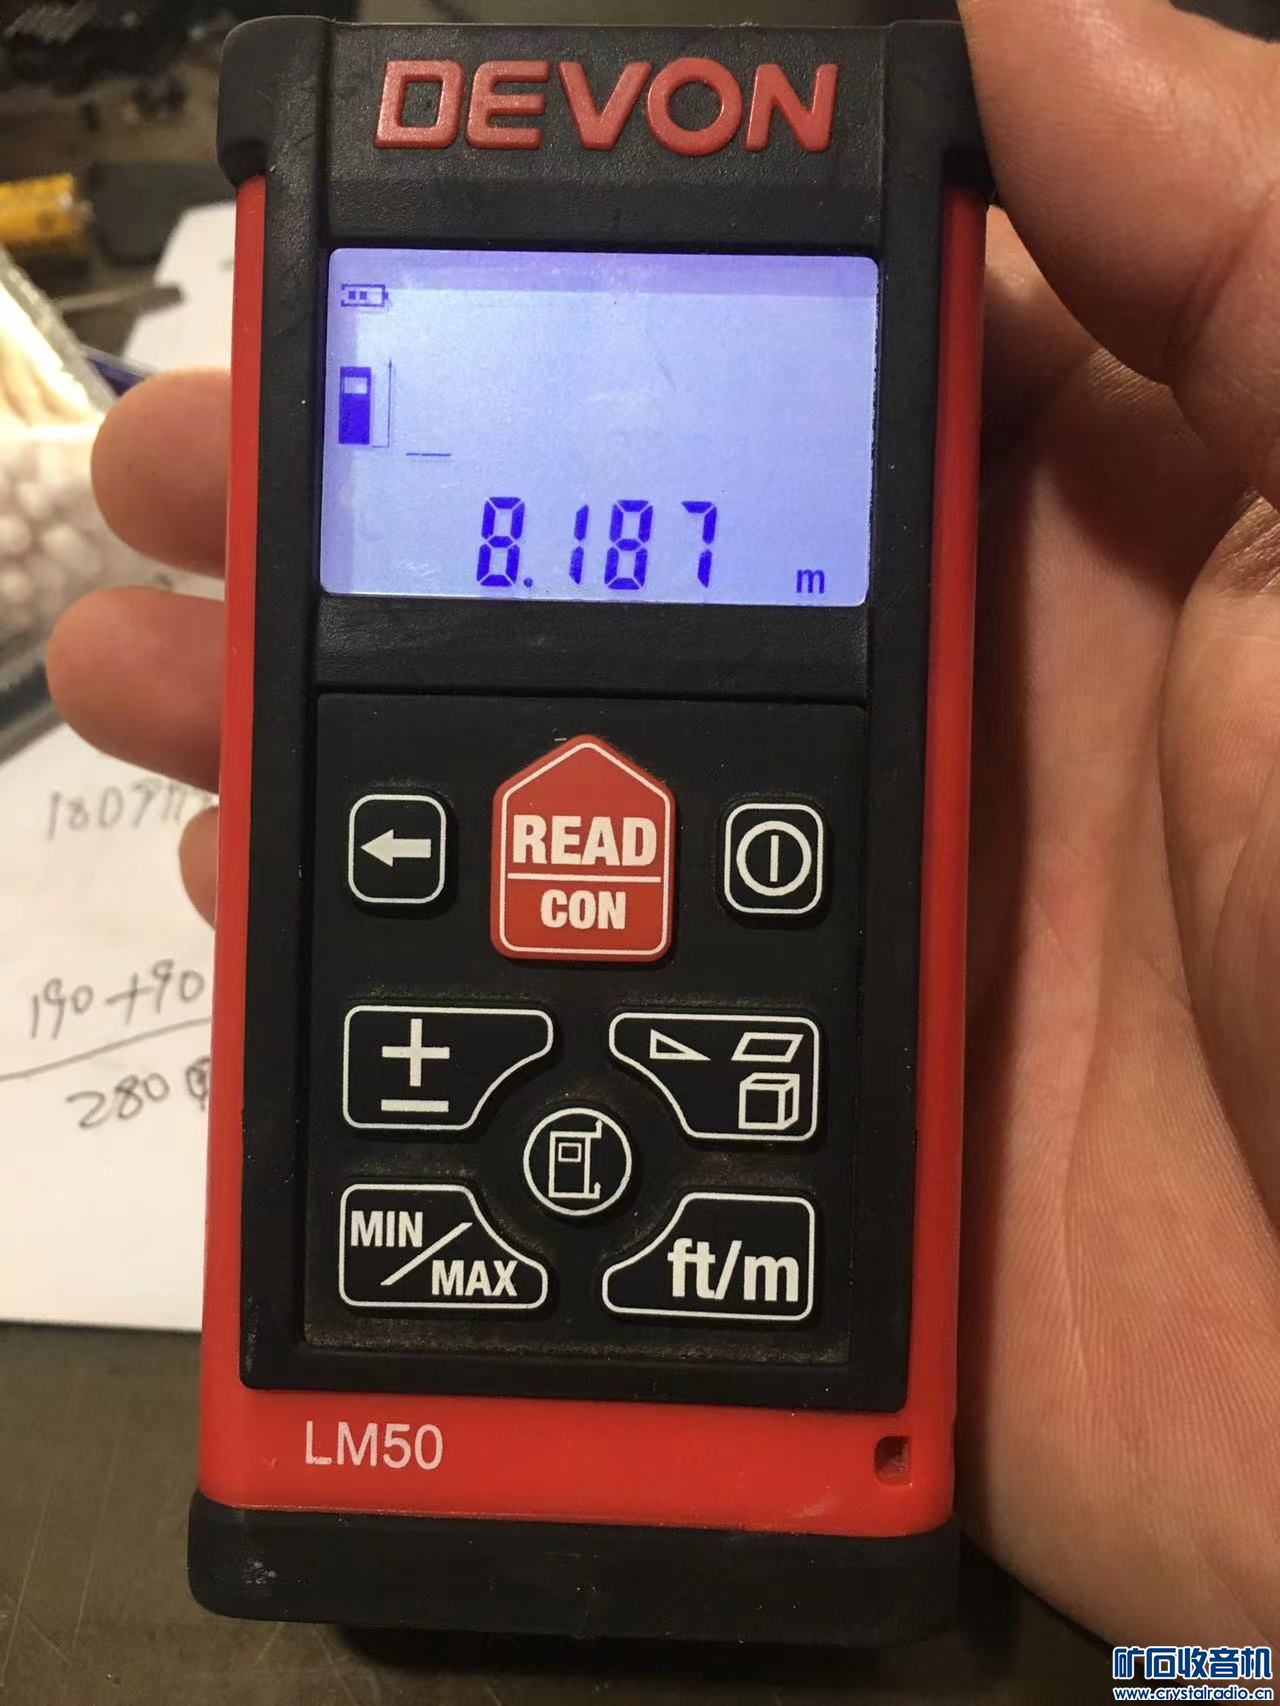 DEVON
8.187 m
READ
CON
MIN/MAX
ft/m
LM50
190+90
280
矿石收音机
www.crystalradio.cn